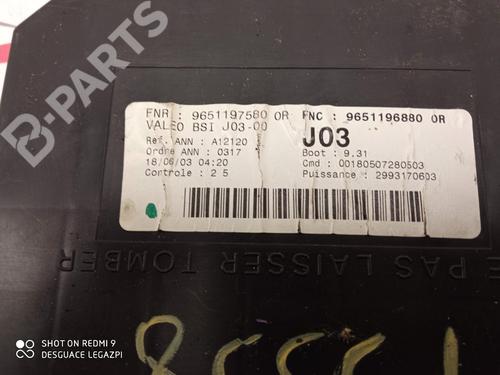 B-PARTS
FNR : 9651197580 0R FNC : 9651196880 0R
VALEO BSI J03-00 J03
Ref. ANN : A12120 Boot : 9.31
Ordre ANN : 0317 Cmd : 00180507280503
18/06/03 04:20 Puissance : 2993170603
Controle : 2 5
E PAS LAISSER TOMBER
SHOT ON REDMI 9
DESGUACE LEGAZPI